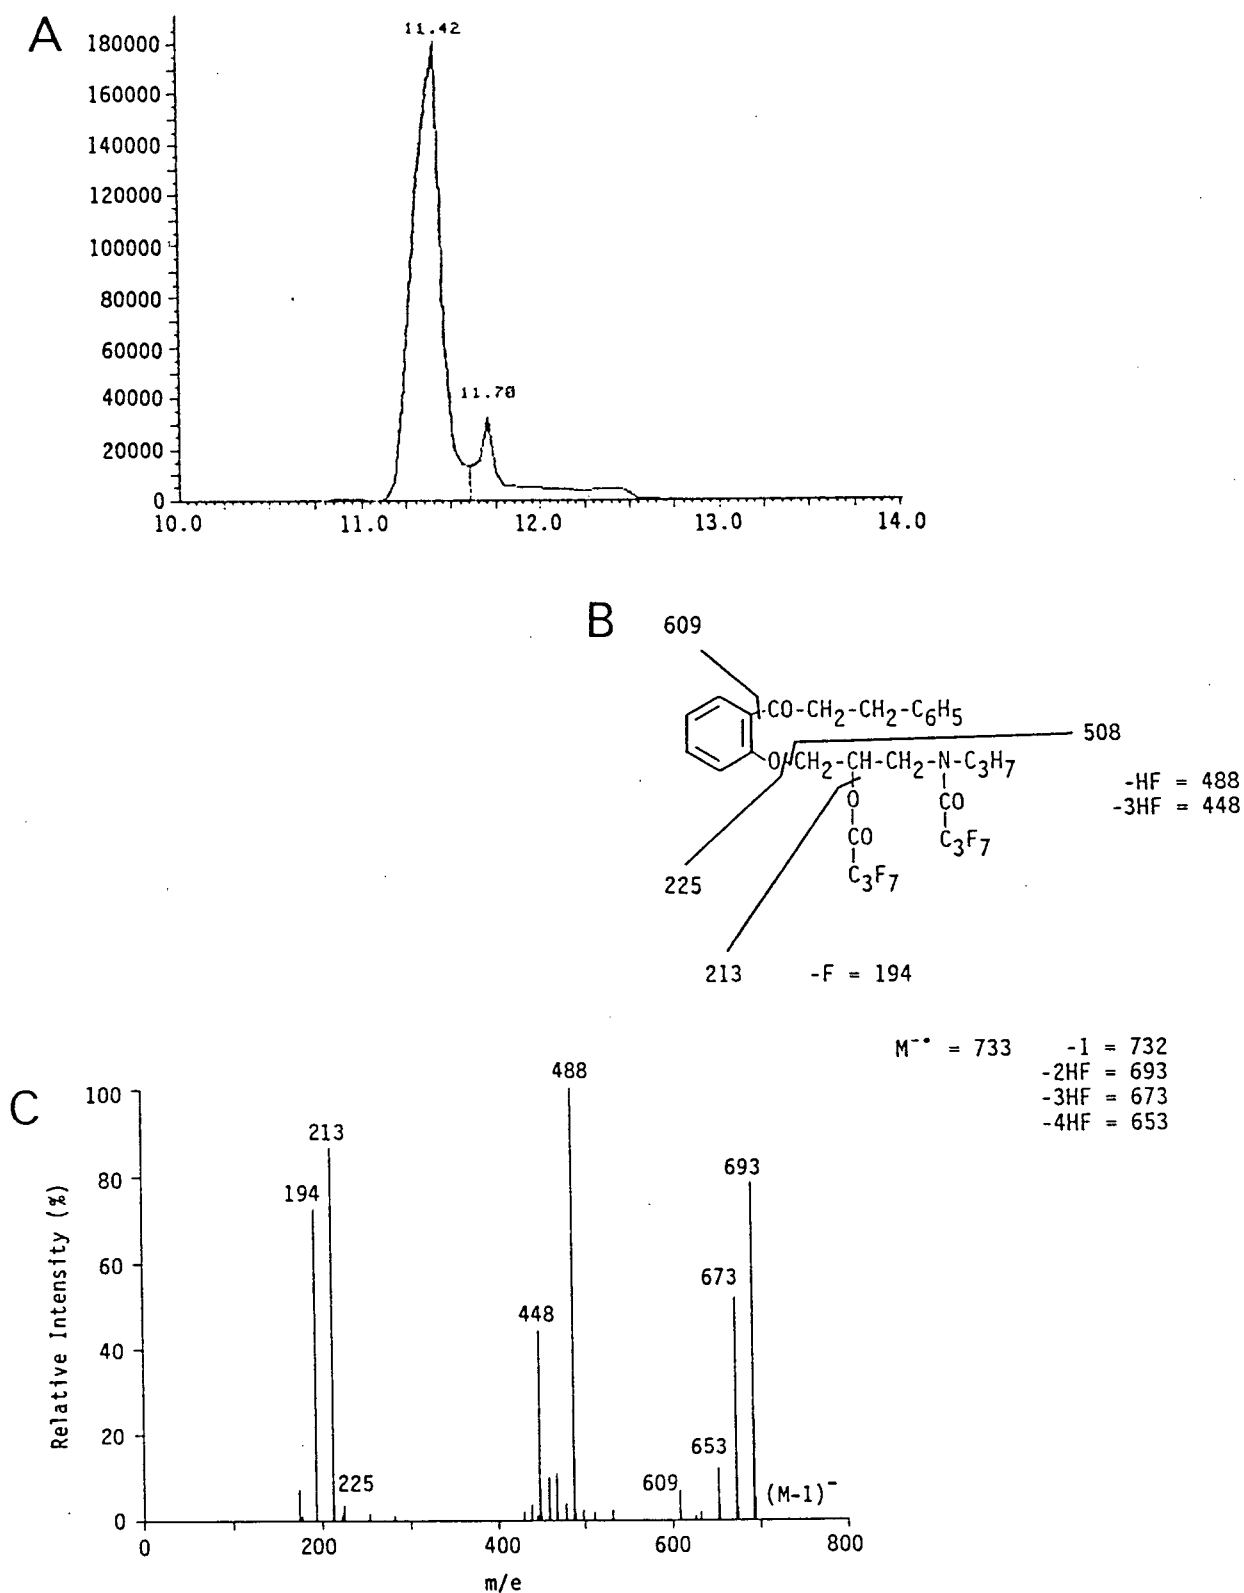 A
11.42
180000
160000
140000
120000
100000
80000
60000
40000
20000
0
11.70
10.0 11.0 12.0 13.0 14.0
B
609
CO-CH2-CH2-C6H5
508
O CH2-CH-CH2-N-C3H7
-HF = 488
O CO
-3HF = 448
CO C3F7
C3F7
225
213 -F = 194
M-• = 733 -1 = 732
-2HF = 693
-3HF = 673
-4HF = 653
C
Relative Intensity (%)
100
80
60
40
20
0
488
213
693
194
673
448
653
609
225
(M-1)-
0 200 400 600 800
m/e